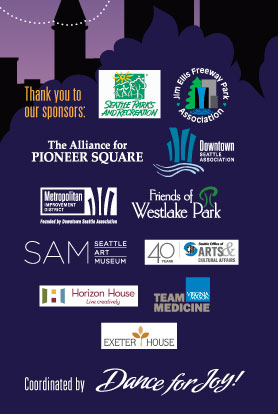 Thank you to
our sponsors:
SEATTLE PARKS
AND RECREATION
Jim Ellis Freeway Park
Association
The Alliance for
PIONEER SQUARE
Downtown
SEATTLE
ASSOCIATION
Metropolitan
IMPROVEMENT
DISTRICT
Founded by Downtown Seattle Association
Friends of
Westlake Park
SAM
SEATTLE
ART
MUSEUM
40
YEARS
Seattle Office of
ARTS &
CULTURAL AFFAIRS
Horizon House
Live creatively
TEAM
MEDICINE
Virginia
Mason
EXETER HOUSE
Coordinated by
Dance for Joy!